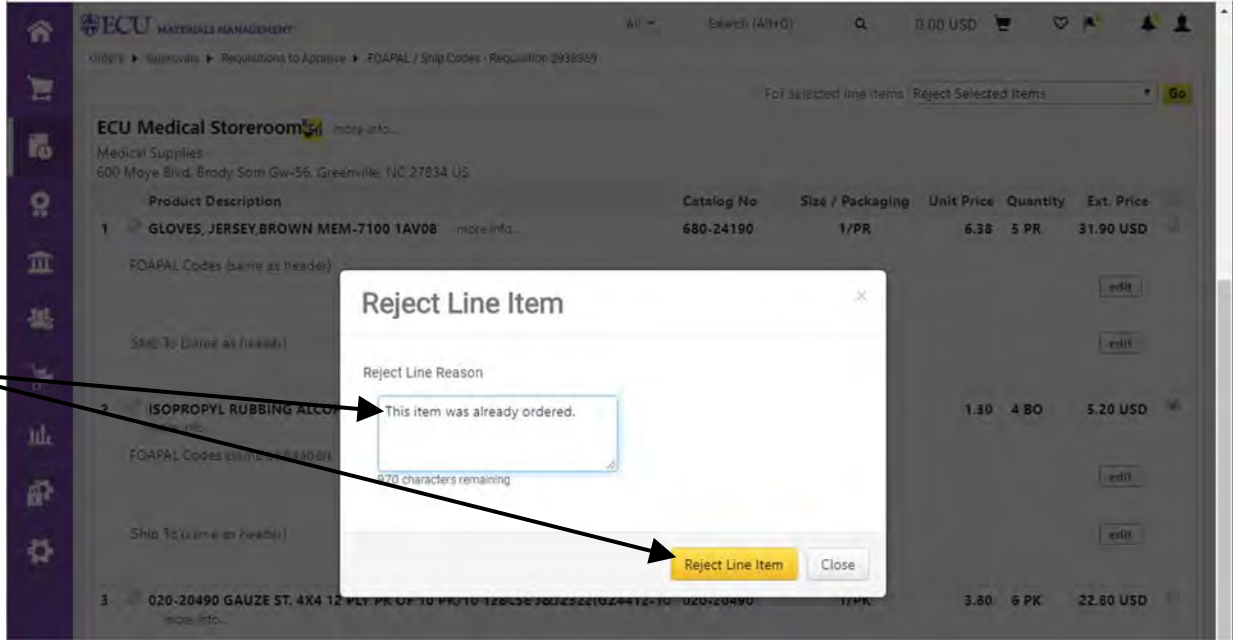 ECU MATERIALS MANAGEMENT
All
Search (Alt+Q)
0.00 USD
Orders ▸ Approvals ▸ Requisitions to Approve ▸ FOAPAL / Ship Codes - Requisition 2938969
For selected line items Reject Selected Items Go
ECU Medical Storeroom more info...
Medical Supplies
600 Moye Blvd, Brody Som Gw-56, Greenville, NC 27834 US
Product Description Catalog No Size / Packaging Unit Price Quantity Ext. Price
1 GLOVES, JERSEY,BROWN MEM-7100 1AV08 more info... 680-24190 1/PR 6.38 5 PR 31.90 USD
FOAPAL Codes (same as header)
edit
Ship To (same as header)
edit
Reject Line Item ×
Reject Line Reason
This item was already ordered.
970 characters remaining
Reject Line Item Close
2 ISOPROPYL RUBBING 1.30 4 BO 5.20 USD
FOAPAL Codes (same as header)
edit
Ship To (same as header)
edit
3 020-20490 GAUZE ST. 4X4 12 PLY PK OF 10 020-20490 1/PK 3.80 6 PK 22.80 USD
more info...